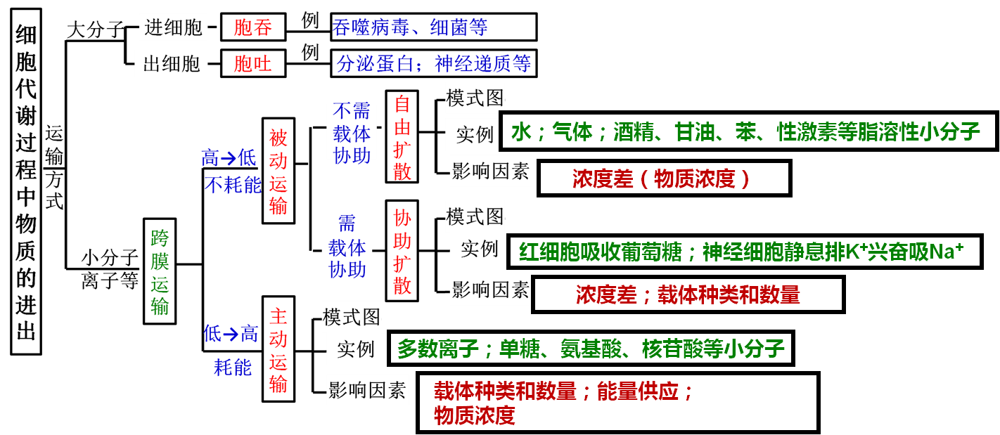 细胞代谢过程中物质的进出
运输方式
大分子
进细胞
胞吞
例
吞噬病毒、细菌等
出细胞
胞吐
例
分泌蛋白；神经递质等
小分子
离子等
跨膜运输
高→低
不耗能
被动运输
不需
载体
协助
自由扩散
模式图
实例
水；气体；酒精、甘油、苯、性激素等脂溶性小分子
影响因素
浓度差（物质浓度）
需
载体
协助
协助扩散
模式图
实例
红细胞吸收葡萄糖；神经细胞静息排K⁺兴奋吸Na⁺
影响因素
浓度差；载体种类和数量
低→高
耗能
主动运输
模式图
实例
多数离子；单糖、氨基酸、核苷酸等小分子
影响因素
载体种类和数量；能量供应；
物质浓度